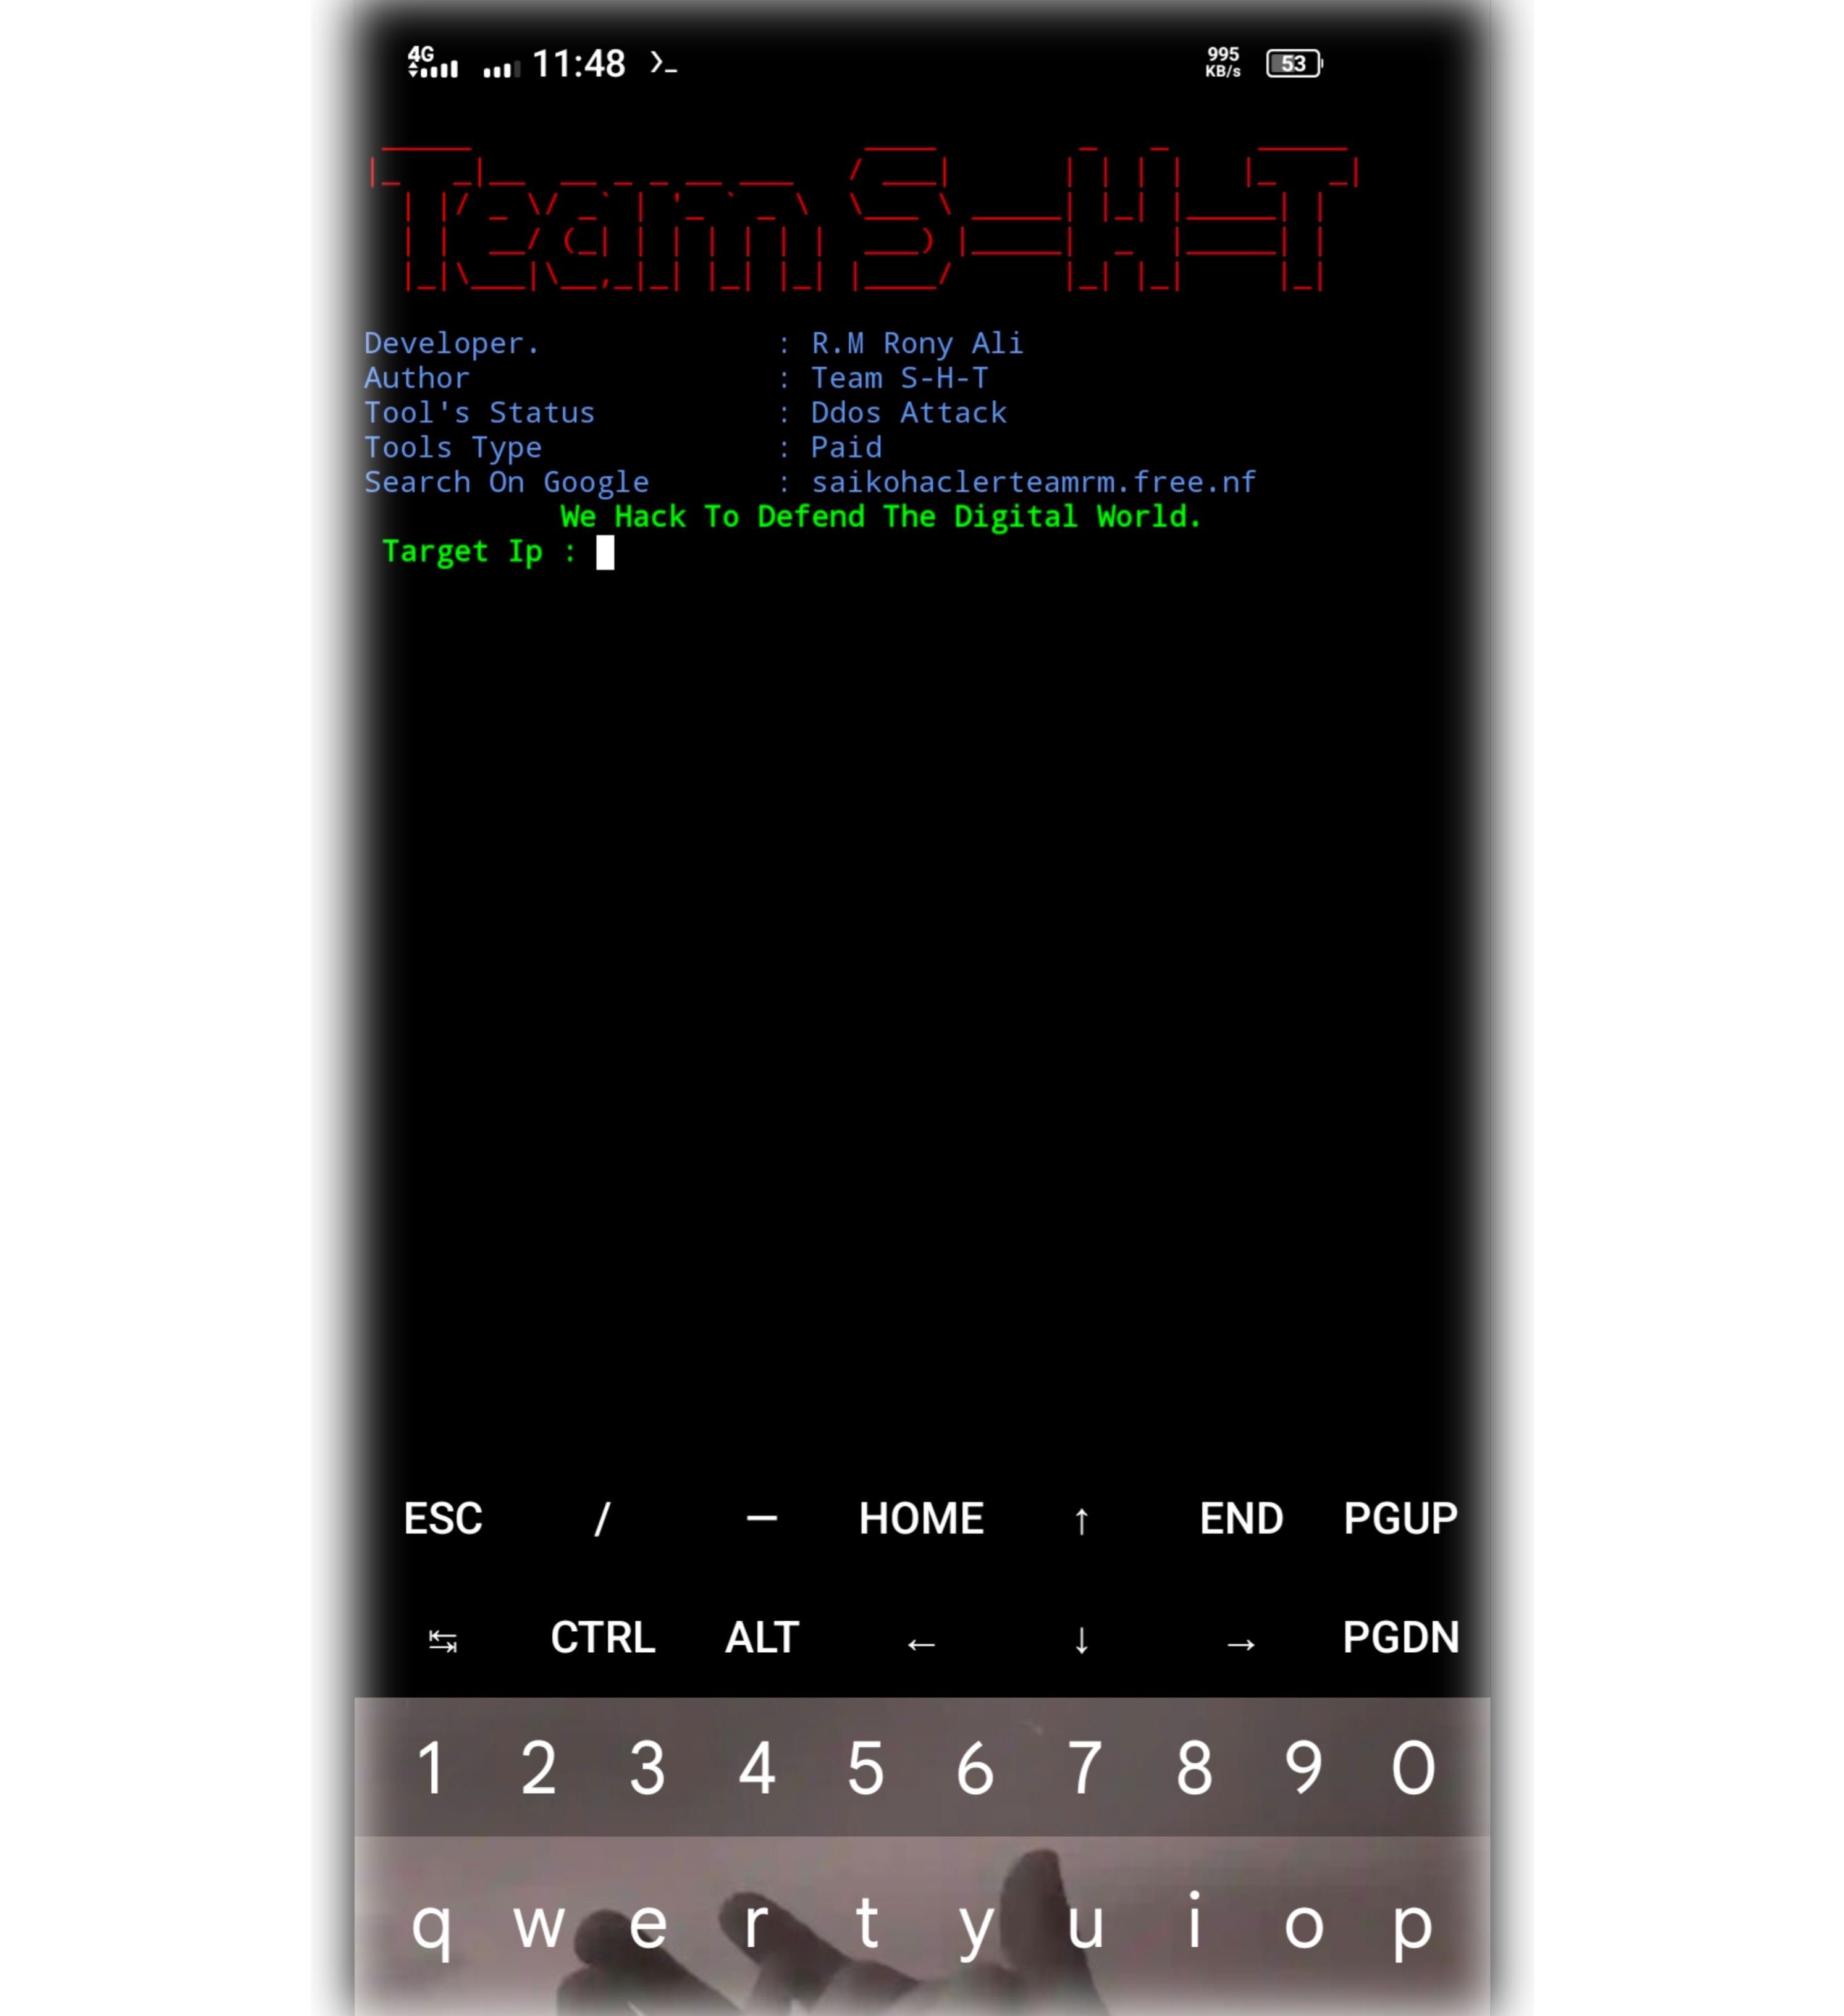 4G 11:48 995 KB/s 53
Team S-H-T
Developer. : R.M Rony Ali
Author : Team S-H-T
Tool's Status : Ddos Attack
Tools Type : Paid
Search On Google : saikohaclerteamrm.free.nf
We Hack To Defend The Digital World.
Target Ip :
ESC / — HOME ↑ END PGUP
↹ CTRL ALT ← ↓ → PGDN
1 2 3 4 5 6 7 8 9 0
q w e r t y u i o p